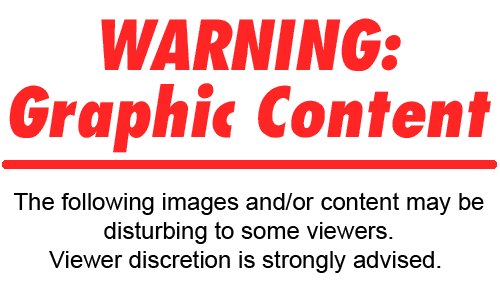 WARNING:
Graphic Content
The following images and/or content may be
disturbing to some viewers.
Viewer discretion is strongly advised.